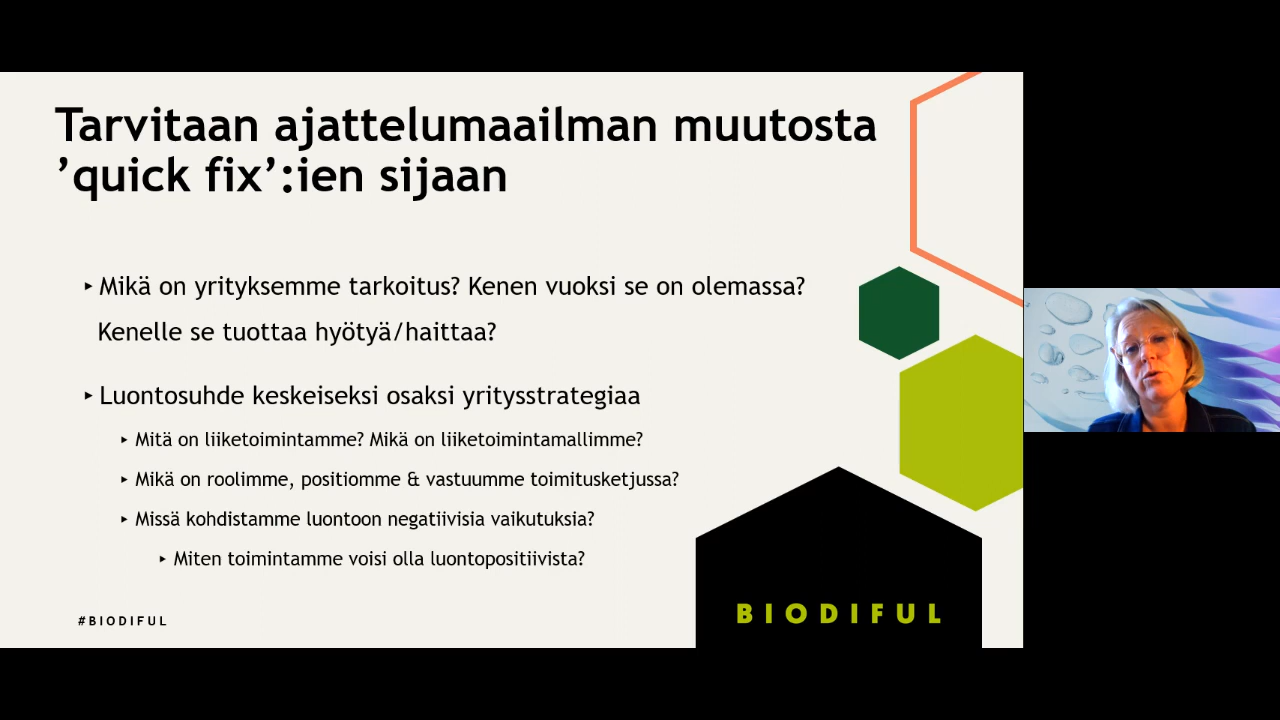 Tarvitaan ajattelumaailman muutosta
’quick fix’:ien sijaan
‣ Mikä on yrityksemme tarkoitus? Kenen vuoksi se on olemassa?
Kenelle se tuottaa hyötyä/haittaa?
‣ Luontosuhde keskeiseksi osaksi yritysstrategiaa
‣ Mitä on liiketoimintamme? Mikä on liiketoimintamallimme?
‣ Mikä on roolimme, positiomme & vastuumme toimitusketjussa?
‣ Missä kohdistamme luontoon negatiivisia vaikutuksia?
‣ Miten toimintamme voisi olla luontopositiivista?
#BIODIFUL
BIODIFUL